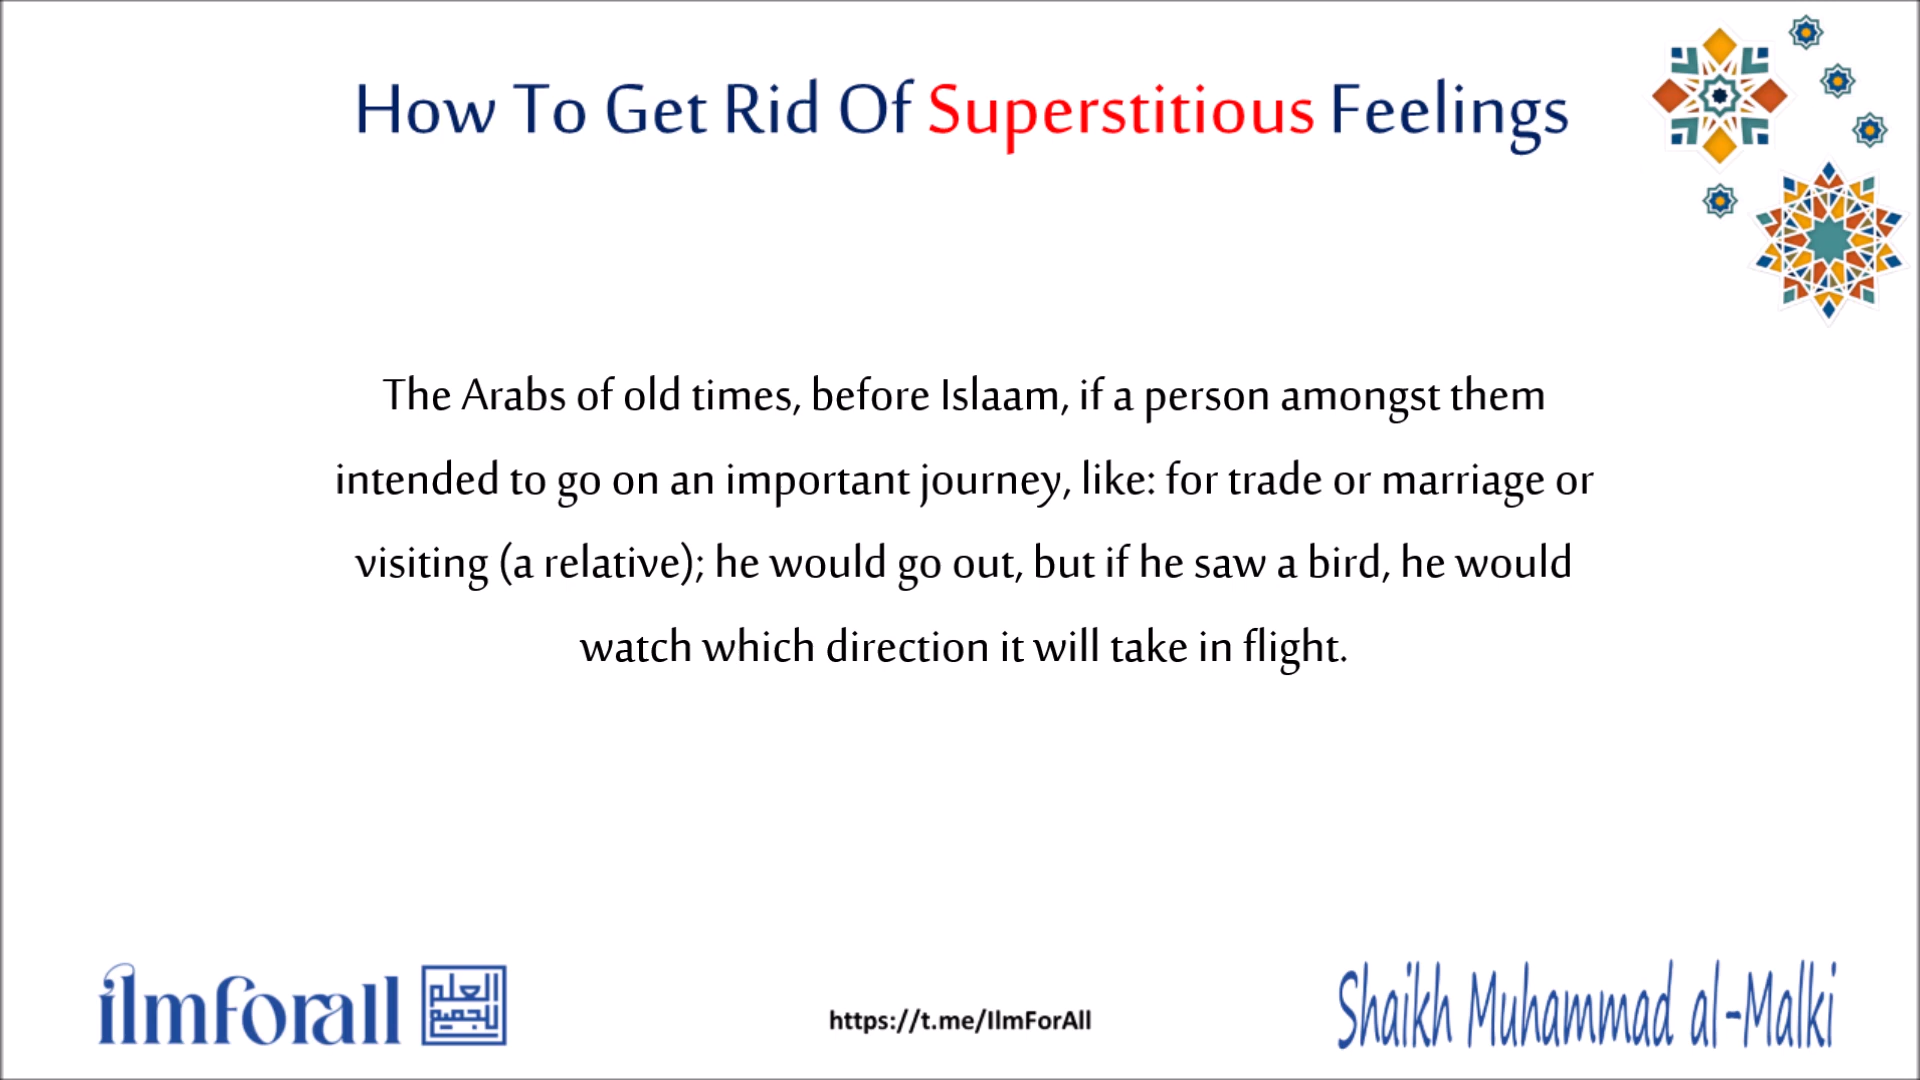 How To Get Rid Of Superstitious Feelings
The Arabs of old times, before Islaam, if a person amongst them
intended to go on an important journey, like: for trade or marriage or
visiting (a relative); he would go out, but if he saw a bird, he would
watch which direction it will take in flight.
ilmforall
العلم
للجميع
https://t.me/IlmForAll
Shaikh Muhammad al-Malki